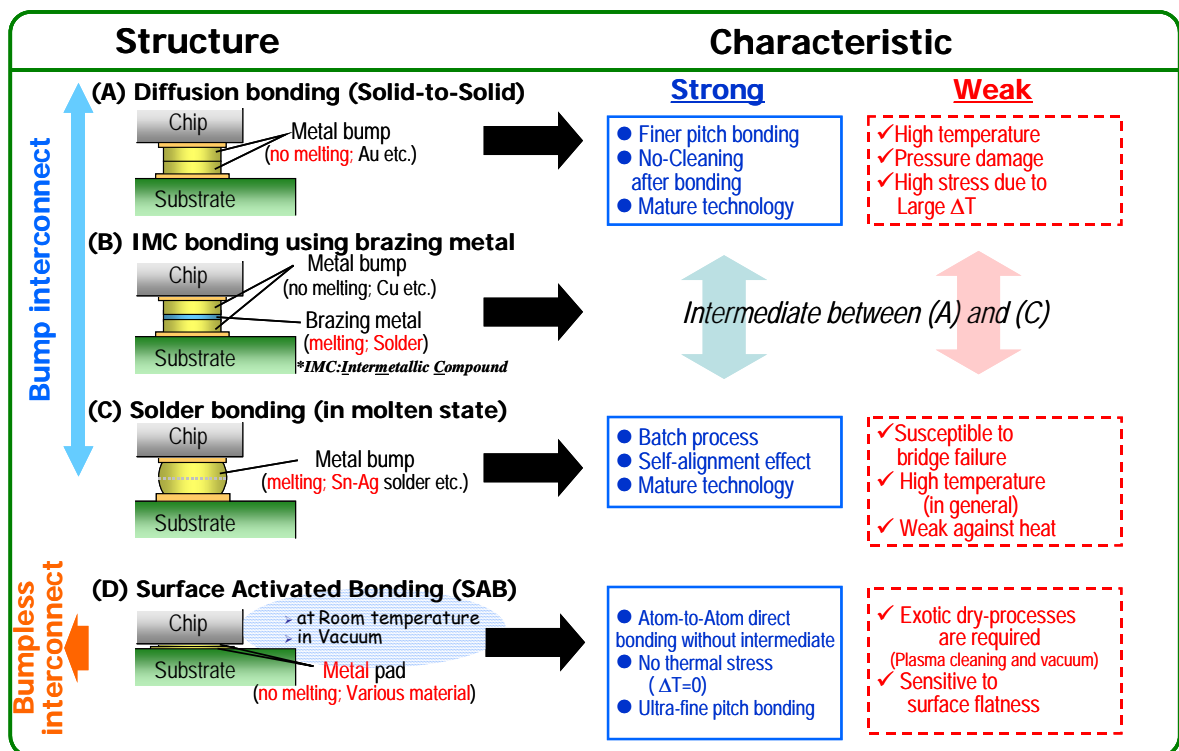 Structure
Characteristic
Bump interconnect
(A) Diffusion bonding (Solid-to-Solid)
Chip
Metal bump
(no melting; Au etc.)
Substrate
Strong
● Finer pitch bonding
● No-Cleaning
after bonding
● Mature technology
Weak
✓High temperature
✓Pressure damage
✓High stress due to
Large ΔT
(B) IMC bonding using brazing metal
Chip
Metal bump
(no melting; Cu etc.)
Brazing metal
(melting; Solder)
Substrate
*IMC:Intermetallic Compound
Intermediate between (A) and (C)
(C) Solder bonding (in molten state)
Chip
Metal bump
(melting; Sn-Ag solder etc.)
Substrate
● Batch process
● Self-alignment effect
● Mature technology
✓Susceptible to
bridge failure
✓ High temperature
(in general)
✓ Weak against heat
Bumpless
interconnect
(D) Surface Activated Bonding (SAB)
Chip
➢ at Room temperature
➢ in Vacuum
Substrate
Metal pad
(no melting; Various material)
● Atom-to-Atom direct
bonding without intermediate
● No thermal stress
( ΔT=0)
● Ultra-fine pitch bonding
✓ Exotic dry-processes
are required
(Plasma cleaning and vacuum)
✓ Sensitive to
surface flatness